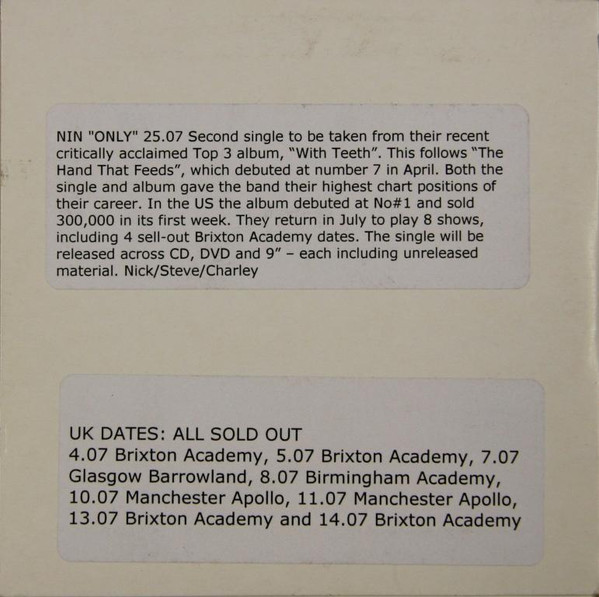 NIN "ONLY" 25.07 Second single to be taken from their recent
critically acclaimed Top 3 album, “With Teeth”. This follows “The
Hand That Feeds”, which debuted at number 7 in April. Both the
single and album gave the band their highest chart positions of
their career. In the US the album debuted at No#1 and sold
300,000 in its first week. They return in July to play 8 shows,
including 4 sell-out Brixton Academy dates. The single will be
released across CD, DVD and 9” – each including unreleased
material. Nick/Steve/Charley
UK DATES: ALL SOLD OUT
4.07 Brixton Academy, 5.07 Brixton Academy, 7.07
Glasgow Barrowland, 8.07 Birmingham Academy,
10.07 Manchester Apollo, 11.07 Manchester Apollo,
13.07 Brixton Academy and 14.07 Brixton Academy